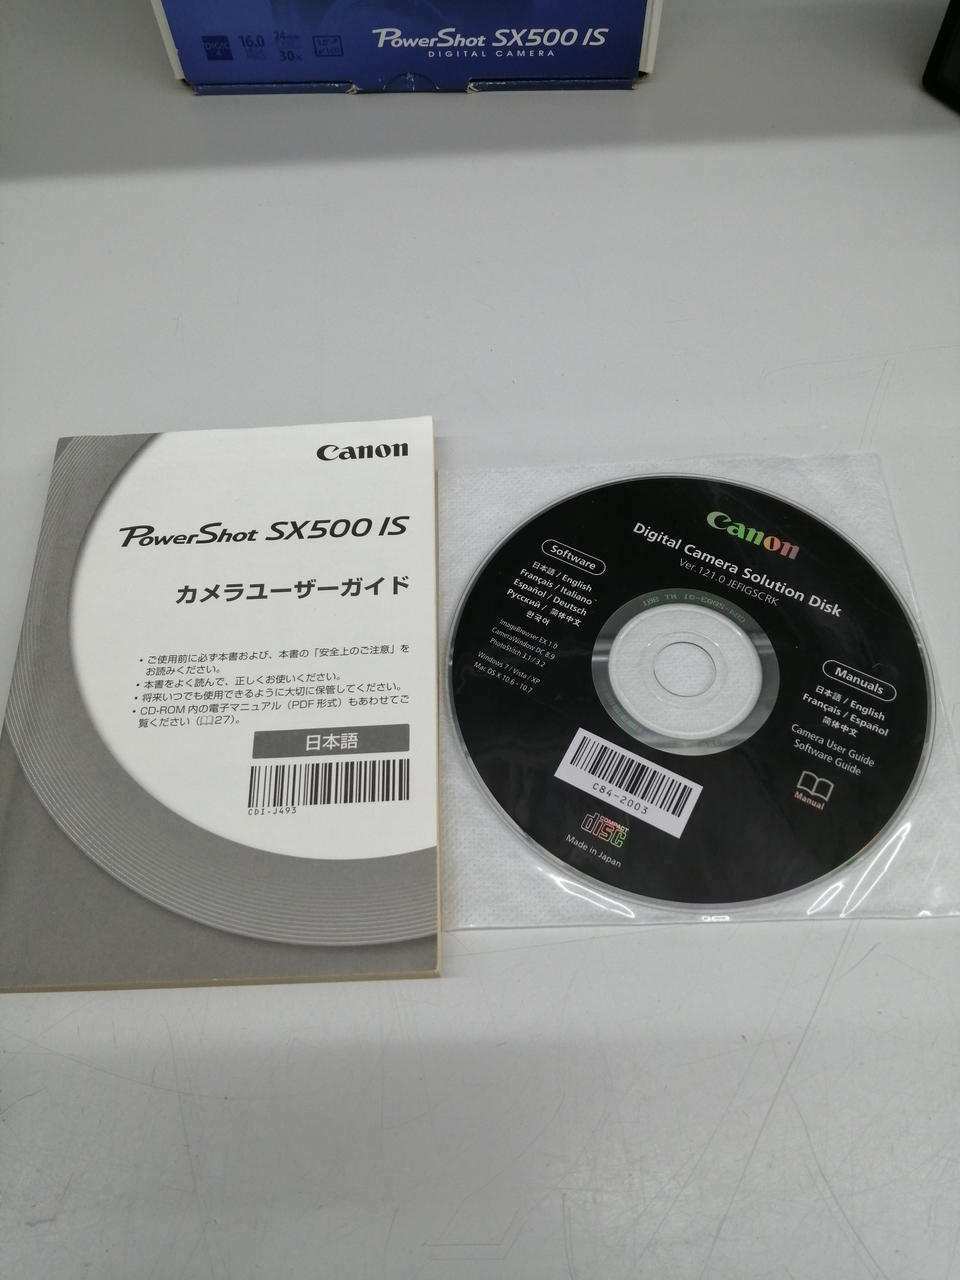 16.0
24
30x
PowerShot SX500 IS
DIGITAL CAMERA
Canon
PowerShot SX500 IS
カメラユーザーガイド
• ご使用前に必ず本書および、本書の「安全上のご注意」を
お読みください。
• 本書をよく読んで、正しくお使いください。
• 将来いつでも使用できるように大切に保管してください。
• CD-ROM 内の電子マニュアル（PDF 形式）もあわせてご
覧ください（27）。
日本語
CDI-J493
Canon
Digital Camera Solution Disk
Ver.121.0 JEFIGSCRK
Software
日本語 / English
Français / Italiano
Español / Deutsch
Русский / 简体中文
한국어
ImageBrowser EX 1.0
CameraWindow DC 8.9
PhotoStitch 3.1 / 3.2
Windows 7 / Vista / XP
Mac OS X 10.6 - 10.7
Manuals
日本語 / English
Français / Español
简体中文
Camera User Guide
Software Guide
Manual
C84-2003
COMPACT
disc
Made in Japan